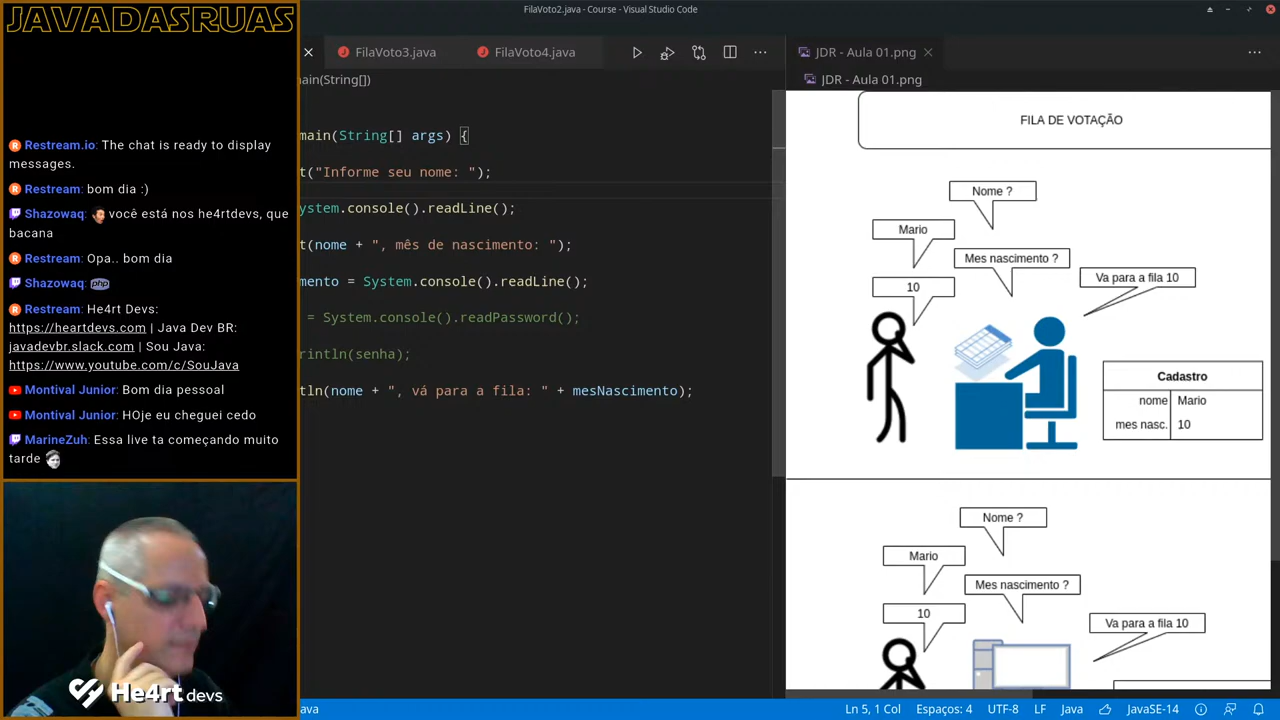 FilaVoto2.java - Course - Visual Studio Code
JAVADASRUAS
FilaVoto3.java
FilaVoto4.java
JDR - Aula 01.png
main(String[])
JDR - Aula 01.png
Restream.io: The chat is ready to display
messages.
Restream: bom dia :)
Shazowaq: você está nos he4rtdevs, que
bacana
Restream: Opa.. bom dia
Shazowaq: php
Restream: He4rt Devs:
https://heartdevs.com | Java Dev BR:
javadevbr.slack.com | Sou Java:
https://www.youtube.com/c/SouJava
Montival Junior: Bom dia pessoal
Montival Junior: HOje eu cheguei cedo
MarineZuh: Essa live ta começando muito
tarde
main(String[] args) {
t("Informe seu nome: ");
ystem.console().readLine();
t(nome + ", mês de nascimento: ");
mento = System.console().readLine();
= System.console().readPassword();
rintln(senha);
tln(nome + ", vá para a fila: " + mesNascimento);
FILA DE VOTAÇÃO
Nome ?
Mario
Mes nascimento ?
10
Va para a fila 10
Cadastro
nome Mario
mes nasc. 10
Nome ?
Mario
Mes nascimento ?
10
Va para a fila 10
He4rt devs
ava
Ln 5, 1 Col
Espaços: 4
UTF-8
LF
Java
JavaSE-14